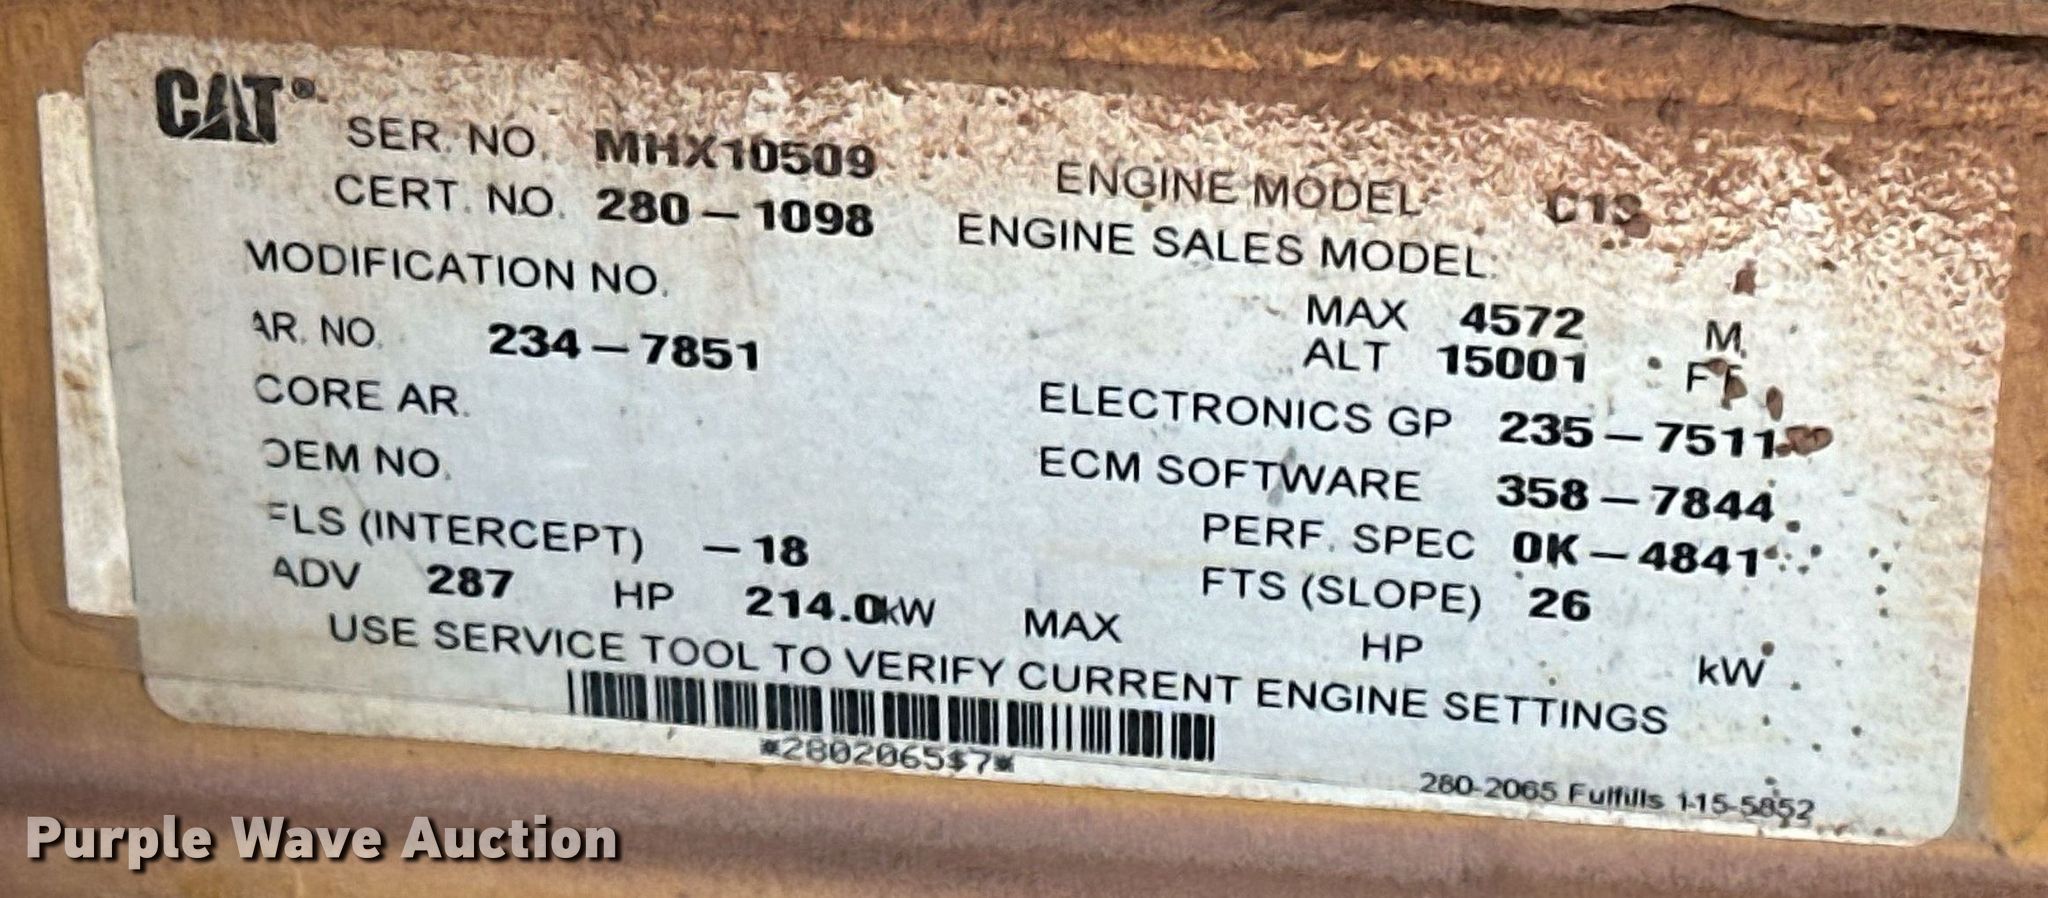 CAT®
SER. NO. MHX10509
CERT. NO. 280-1098
MODIFICATION NO.
AR. NO. 234-7851
CORE AR.
OEM NO.
FLS (INTERCEPT) -18
ADV 287 HP 214.0kW MAX HP kW
ENGINE MODEL
ENGINE SALES MODEL:
MAX 4572 M.
ALT 15001 FT.
ELECTRONICS GP 235-7511
ECM SOFTWARE 358-7844
PERF. SPEC 0K-4841
FTS (SLOPE) 26
USE SERVICE TOOL TO VERIFY CURRENT ENGINE SETTINGS
*2802065$7*
280-2065 Fulfills 115-5852
Purple Wave Auction